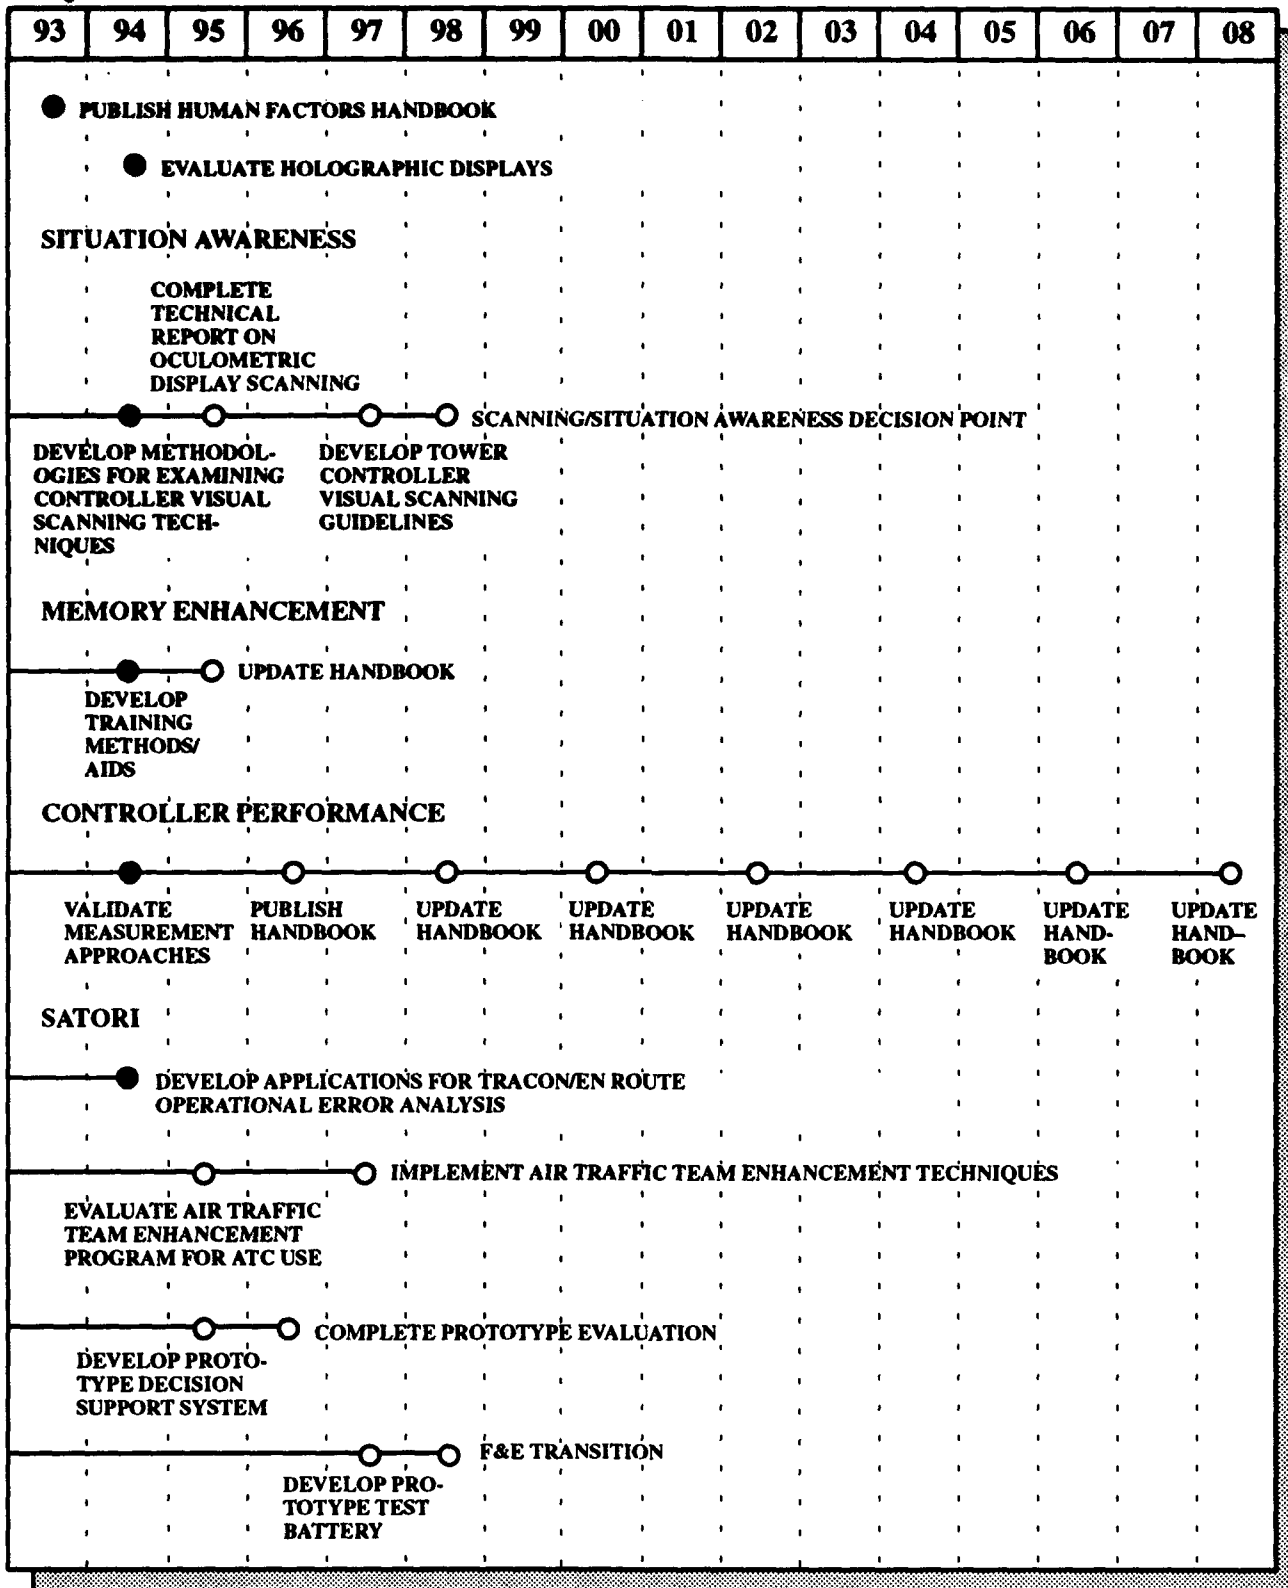 93 94 95 96 97 98 99 00 01 02 03 04 05 06 07 08
PUBLISH HUMAN FACTORS HANDBOOK
EVALUATE HOLOGRAPHIC DISPLAYS
SITUATION AWARENESS
COMPLETE
TECHNICAL
REPORT ON
OCULOMETRIC
DISPLAY SCANNING
SCANNING/SITUATION AWARENESS DECISION POINT
DEVELOP METHODOL-
OGIES FOR EXAMINING
CONTROLLER VISUAL
SCANNING TECH-
NIQUES
DEVELOP TOWER
CONTROLLER
VISUAL SCANNING
GUIDELINES
MEMORY ENHANCEMENT
UPDATE HANDBOOK
DEVELOP
TRAINING
METHODS/
AIDS
CONTROLLER PERFORMANCE
VALIDATE
MEASUREMENT
APPROACHES
PUBLISH
HANDBOOK
UPDATE
HANDBOOK
UPDATE
HANDBOOK
UPDATE
HANDBOOK
UPDATE
HANDBOOK
UPDATE
HAND-
BOOK
UPDATE
HAND-
BOOK
SATORI
DEVELOP APPLICATIONS FOR TRACON/EN ROUTE
OPERATIONAL ERROR ANALYSIS
IMPLEMENT AIR TRAFFIC TEAM ENHANCEMENT TECHNIQUES
EVALUATE AIR TRAFFIC
TEAM ENHANCEMENT
PROGRAM FOR ATC USE
COMPLETE PROTOTYPE EVALUATION
DEVELOP PROTO-
TYPE DECISION
SUPPORT SYSTEM
F&E TRANSITION
DEVELOP PRO-
TOTYPE TEST
BATTERY